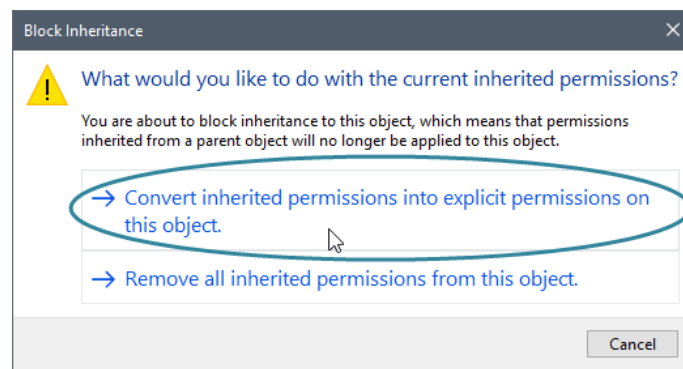 Block Inheritance
What would you like to do with the current inherited permissions?
You are about to block inheritance to this object, which means that permissions
inherited from a parent object will no longer be applied to this object.
Convert inherited permissions into explicit permissions on
this object.
Remove all inherited permissions from this object.
Cancel